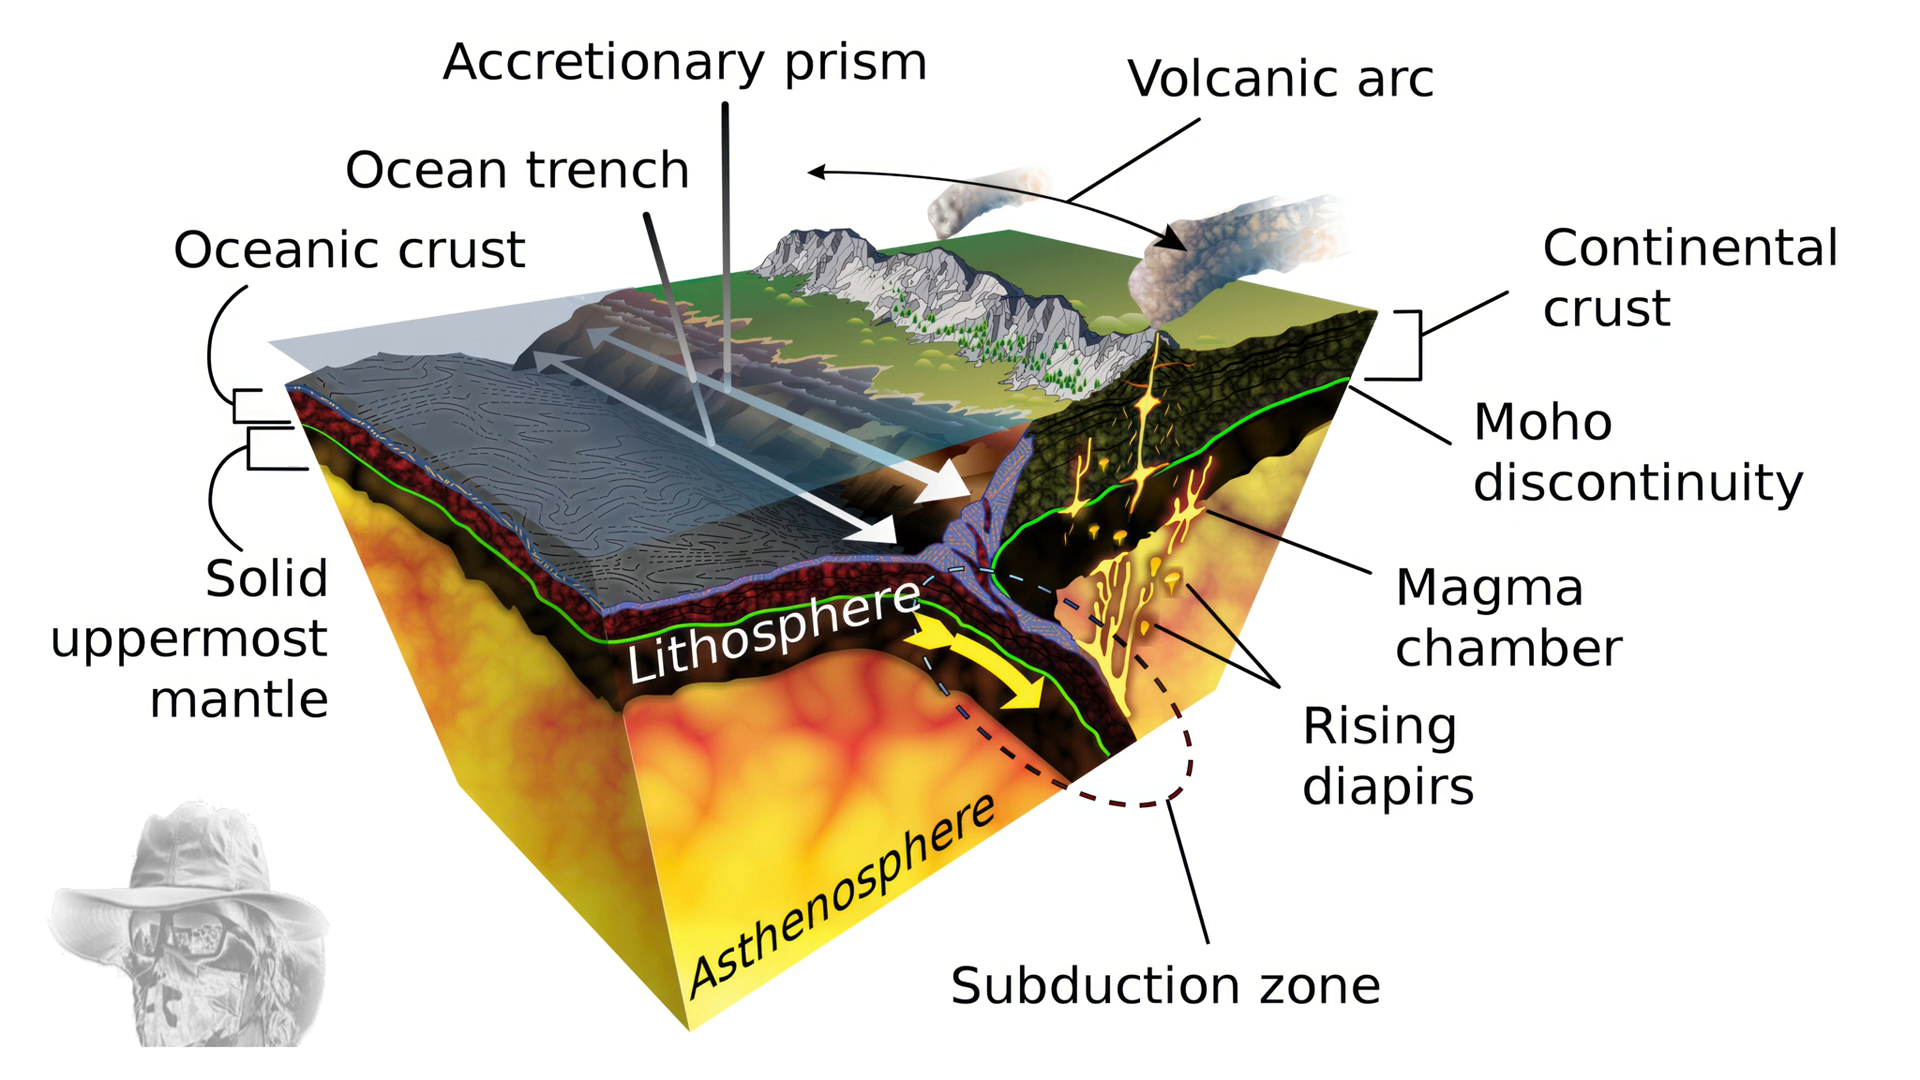 Accretionary prism
Volcanic arc
Ocean trench
Oceanic crust
Continental
crust
Moho
discontinuity
Solid
uppermost
mantle
Lithosphere
Magma
chamber
Rising
diapirs
Asthenosphere
Subduction zone